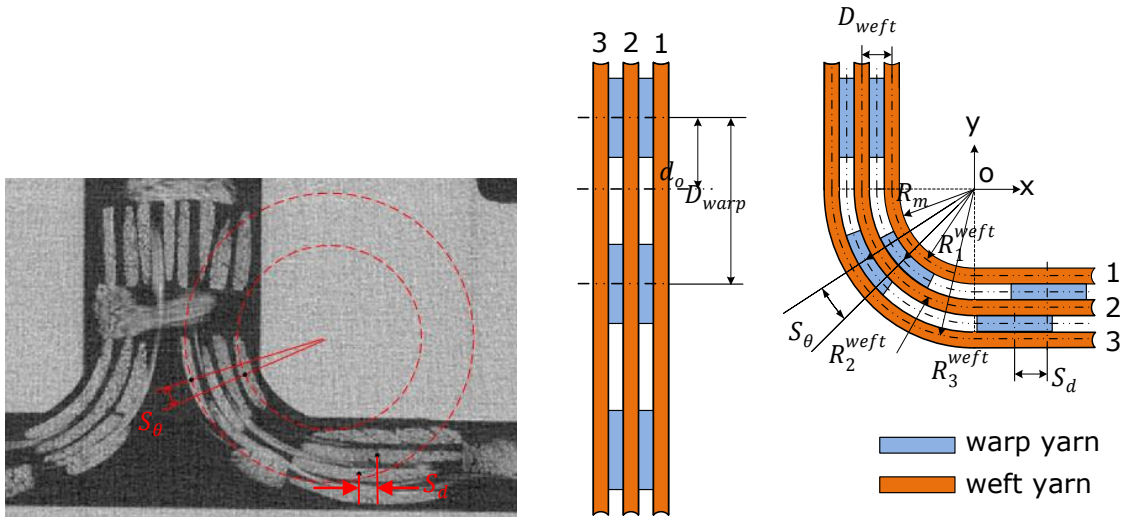 S_θ
S_d
3 2 1
d_o
D_warp
D_weft
y
o
x
R_m
R_1^weft
1
2
3
S_θ
R_2^weft
R_3^weft
S_d
warp yarn
weft yarn